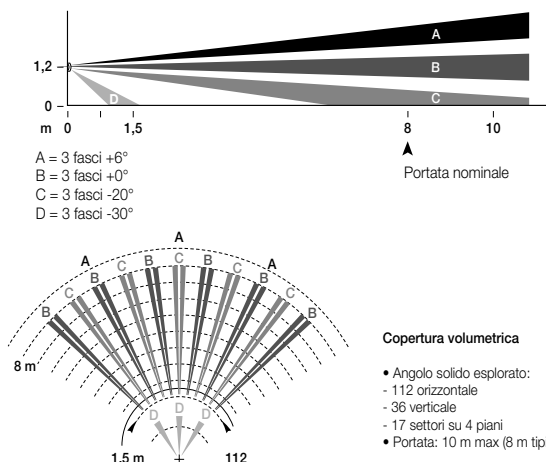 A
1,2
B
D
C
0
m 0 1,5 8 10
A = 3 fasci +6°
B = 3 fasci +0°
C = 3 fasci -20°
D = 3 fasci -30°
Portata nominale
A
A A
B C B C B C B C B C B
8 m
D D D
1,5 m 112
Copertura volumetrica
• Angolo solido esplorato:
- 112 orizzontale
- 36 verticale
- 17 settori su 4 piani
• Portata: 10 m max (8 m tip